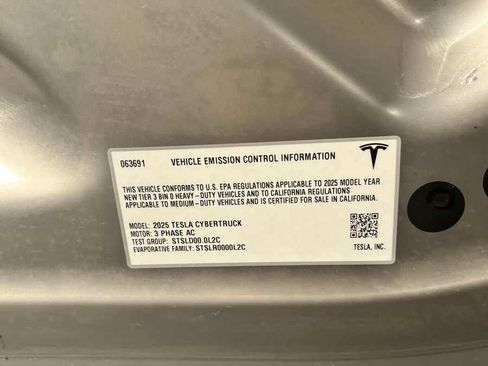 063691 VEHICLE EMISSION CONTROL INFORMATION
THIS VEHICLE CONFORMS TO U.S. EPA REGULATIONS APPLICABLE TO 2025 MODEL YEAR
NEW TIER 3 BIN 0 HEAVY - DUTY VEHICLES AND TO CALIFORNIA REGULATIONS
APPLICABLE TO MEDIUM - DUTY VEHICLES AND IS CERTIFIED FOR SALE IN CALIFORNIA.
MODEL: 2025 TESLA CYBERTRUCK
MOTOR: 3 PHASE AC
TEST GROUP: STSLD00.0L2C
EVAPORATIVE FAMILY: STSLR0000L2C
TESLA, INC.